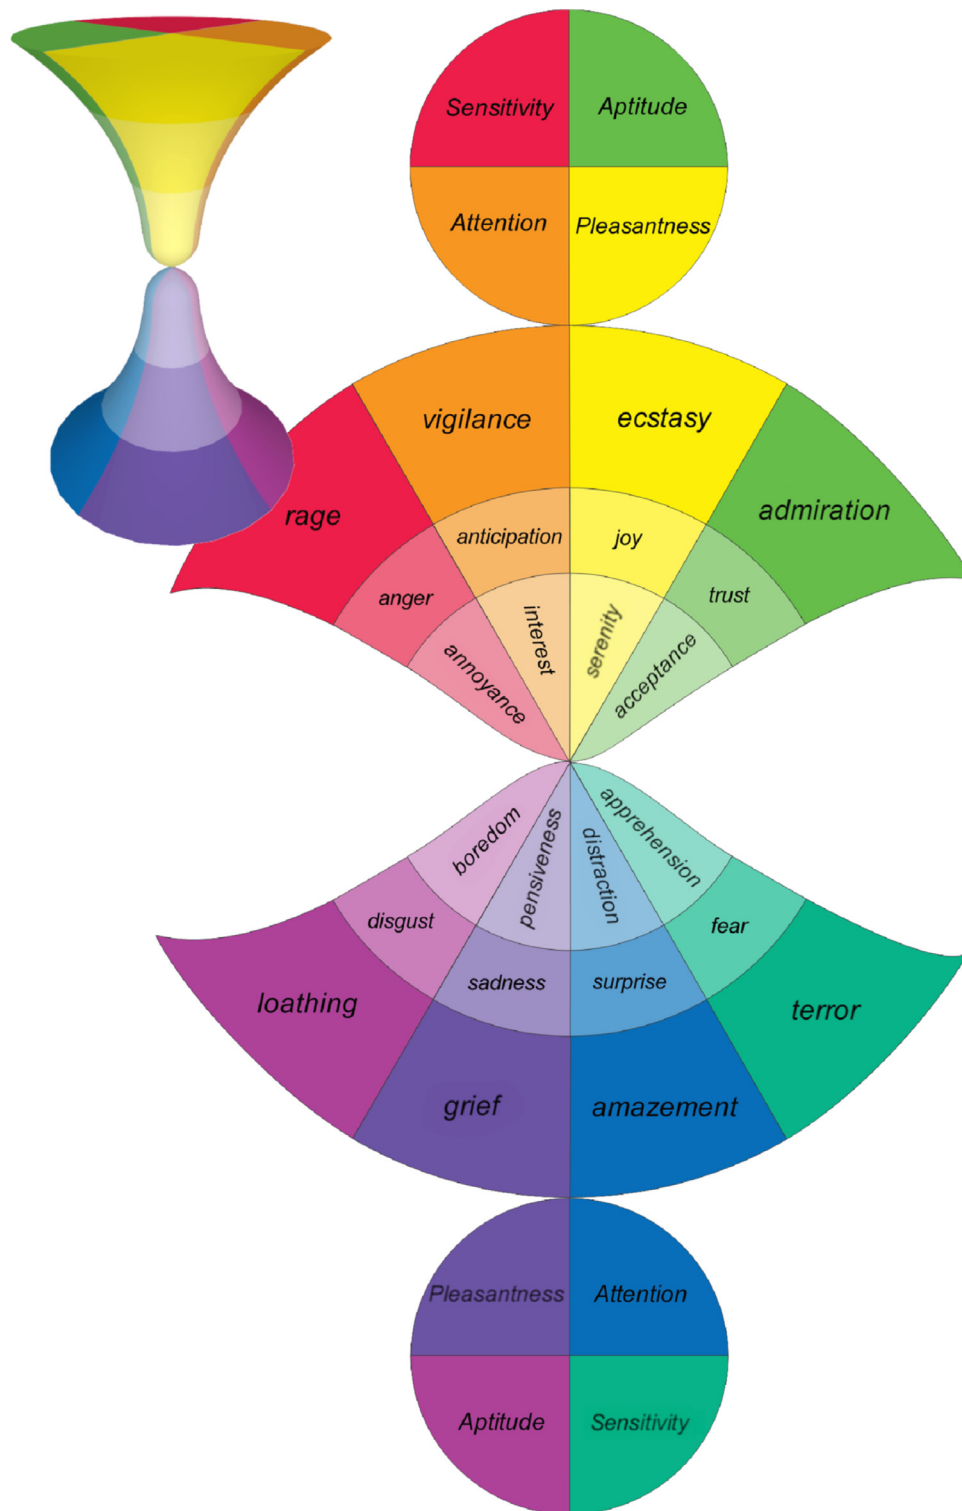 Sensitivity
Aptitude
Attention
Pleasantness
vigilance
ecstasy
rage
admiration
anticipation
joy
anger
trust
annoyance
interest
serenity
acceptance
boredom
pensiveness
distraction
apprehension
disgust
fear
sadness
surprise
loathing
terror
grief
amazement
Pleasantness
Attention
Aptitude
Sensitivity